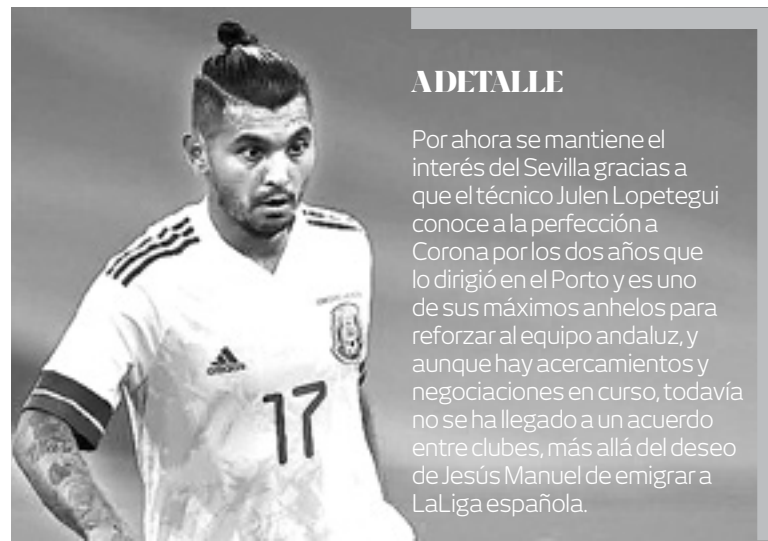 A DETALLE
Por ahora se mantiene el
interés del Sevilla gracias a
que el técnico Julen Lopetegui
conoce a la perfección a
Corona por los dos años que
lo dirigió en el Porto y es uno
de sus máximos anhelos para
reforzar al equipo andaluz, y
aunque hay acercamientos y
negociaciones en curso, todavía
no se ha llegado a un acuerdo
entre clubes, más allá del deseo
de Jesús Manuel de emigrar a
LaLiga española.
adidas
17